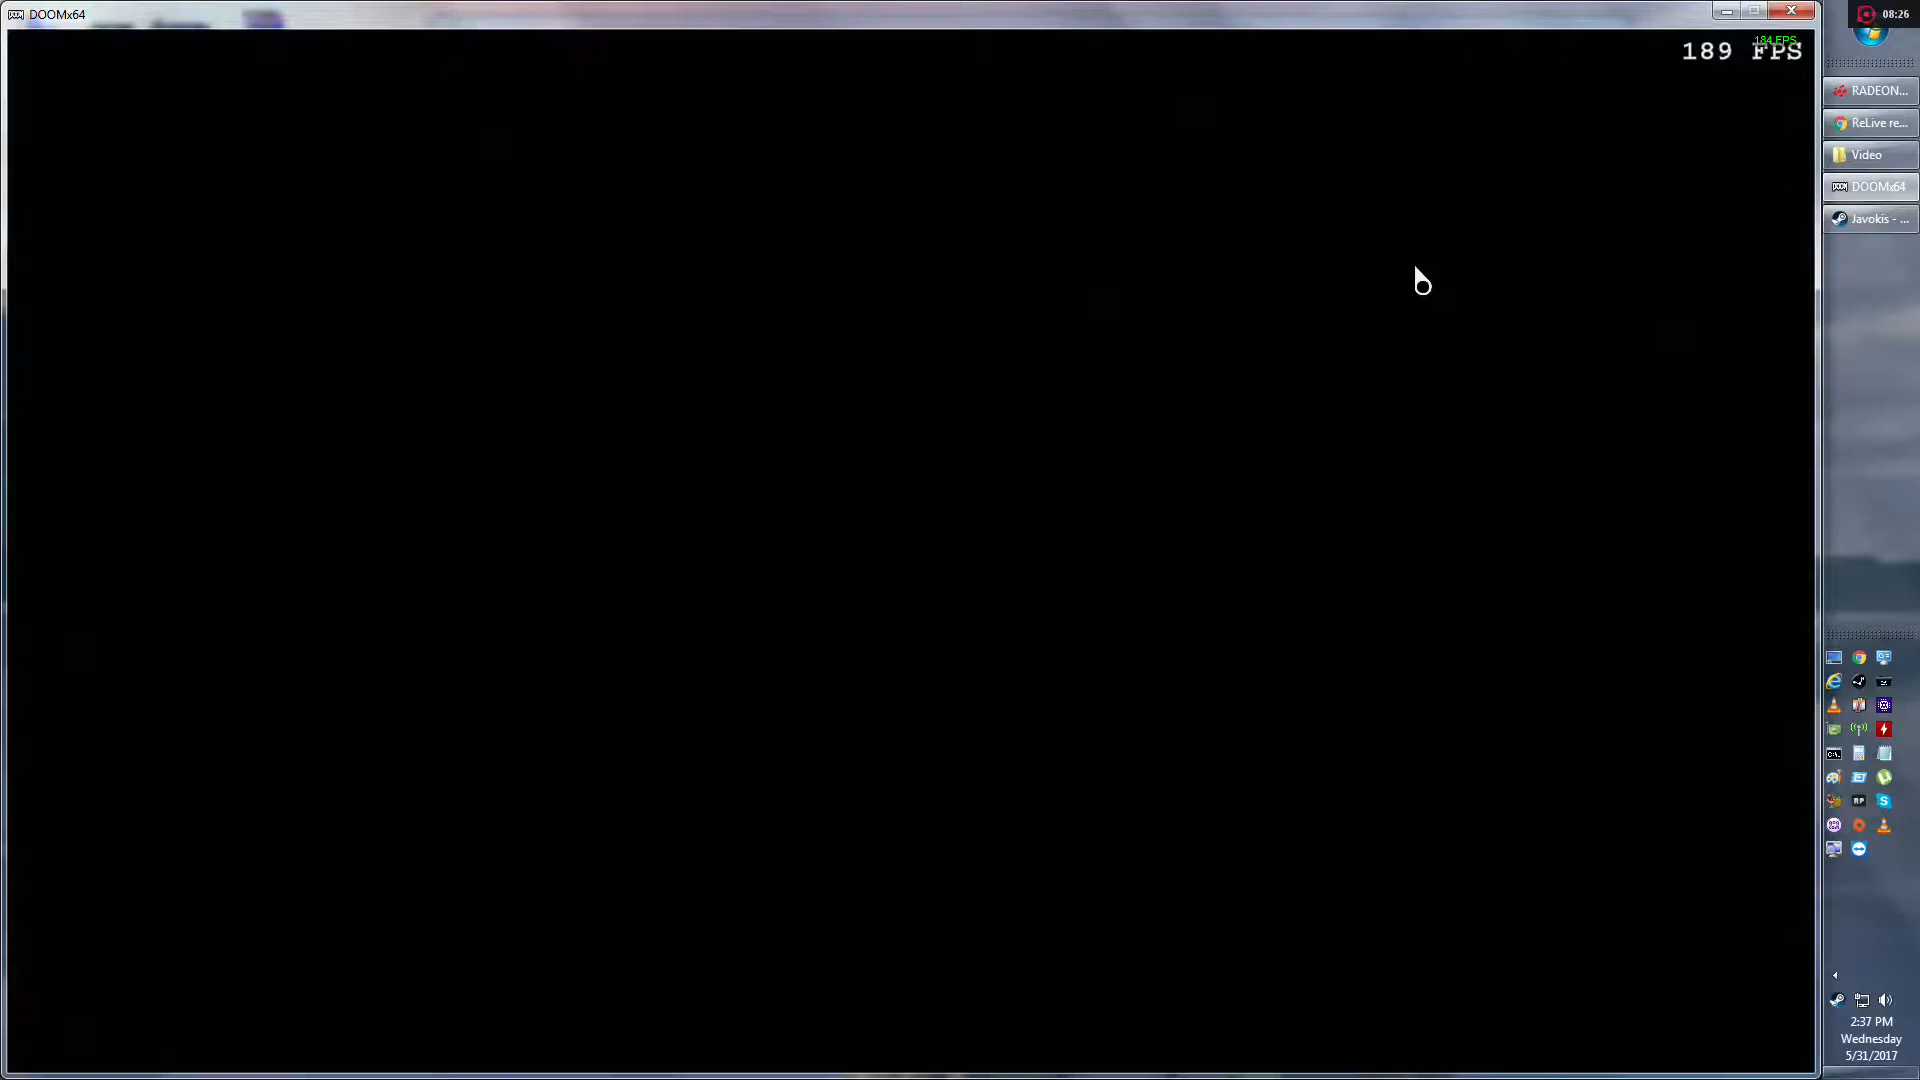 DOOMx64
08:26
184 FPS
189 FPS
RADEON...
ReLive re...
Video
DOOMx64
Javokis - ...
2:37 PM
Wednesday
5/31/2017